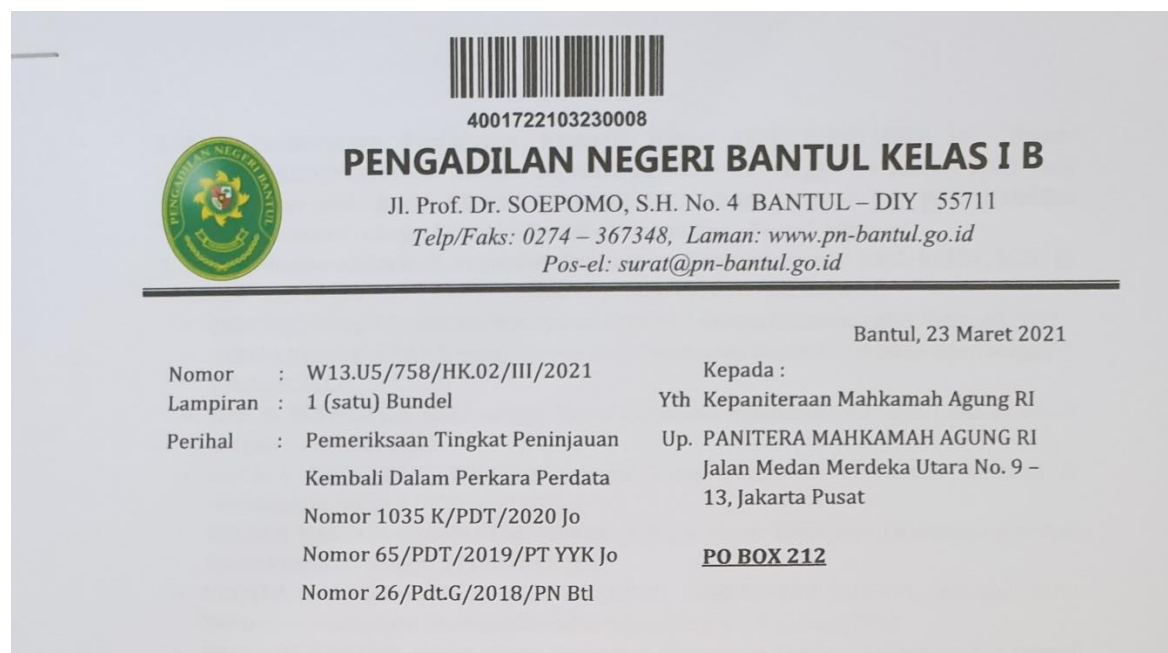 4001722103230008
PENGADILAN NEGERI BANTUL
PENGADILAN NEGERI BANTUL KELAS I B
Jl. Prof. Dr. SOEPOMO, S.H. No. 4 BANTUL – DIY 55711
Telp/Faks: 0274 – 367348, Laman: www.pn-bantul.go.id
Pos-el: surat@pn-bantul.go.id
Bantul, 23 Maret 2021
Nomor : W13.U5/758/HK.02/III/2021
Lampiran : 1 (satu) Bundel
Perihal : Pemeriksaan Tingkat Peninjauan
Kembali Dalam Perkara Perdata
Nomor 1035 K/PDT/2020 Jo
Nomor 65/PDT/2019/PT YYK Jo
Nomor 26/Pdt.G/2018/PN Btl
Kepada :
Yth Kepaniteraan Mahkamah Agung RI
Up. PANITERA MAHKAMAH AGUNG RI
Jalan Medan Merdeka Utara No. 9 –
13, Jakarta Pusat
PO BOX 212